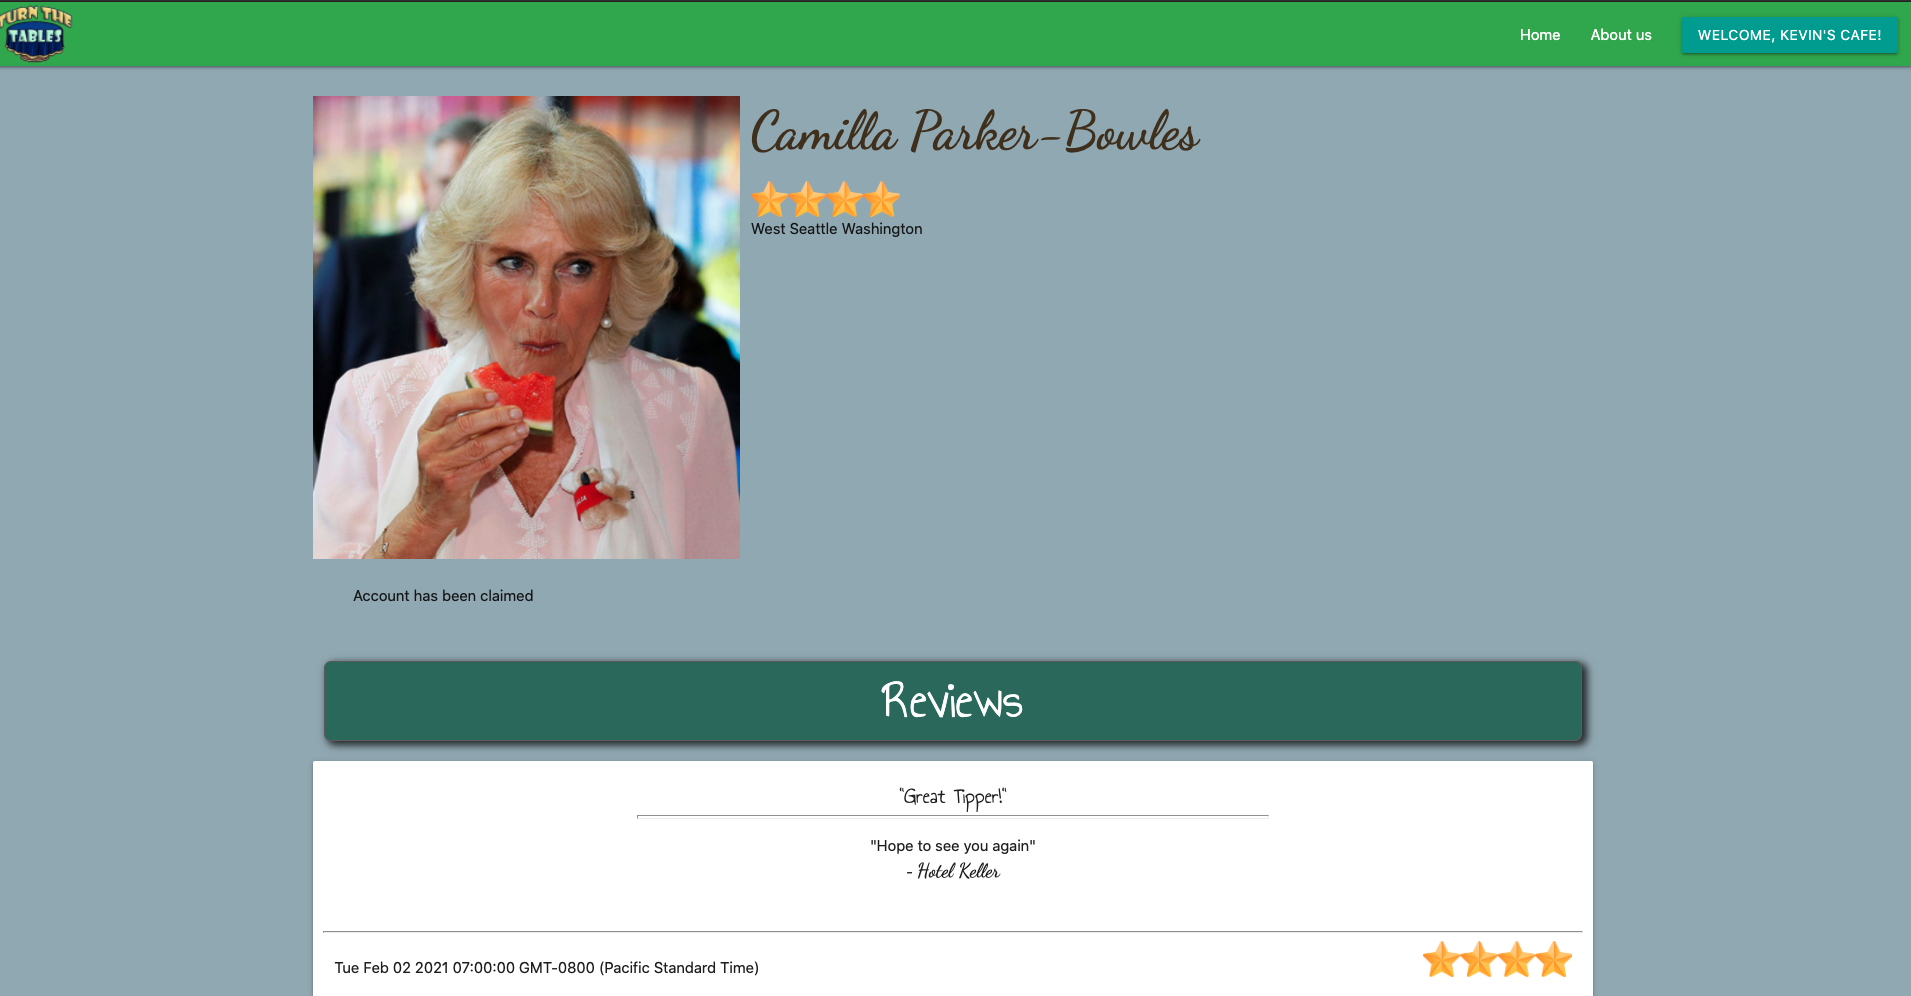 TURN THE
TABLES
Home
About us
WELCOME, KEVIN'S CAFE!
Camilla Parker-Bowles
West Seattle Washington
Account has been claimed
Reviews
"Great Tipper!"
"Hope to see you again"
- Hotel Keller
Tue Feb 02 2021 07:00:00 GMT-0800 (Pacific Standard Time)